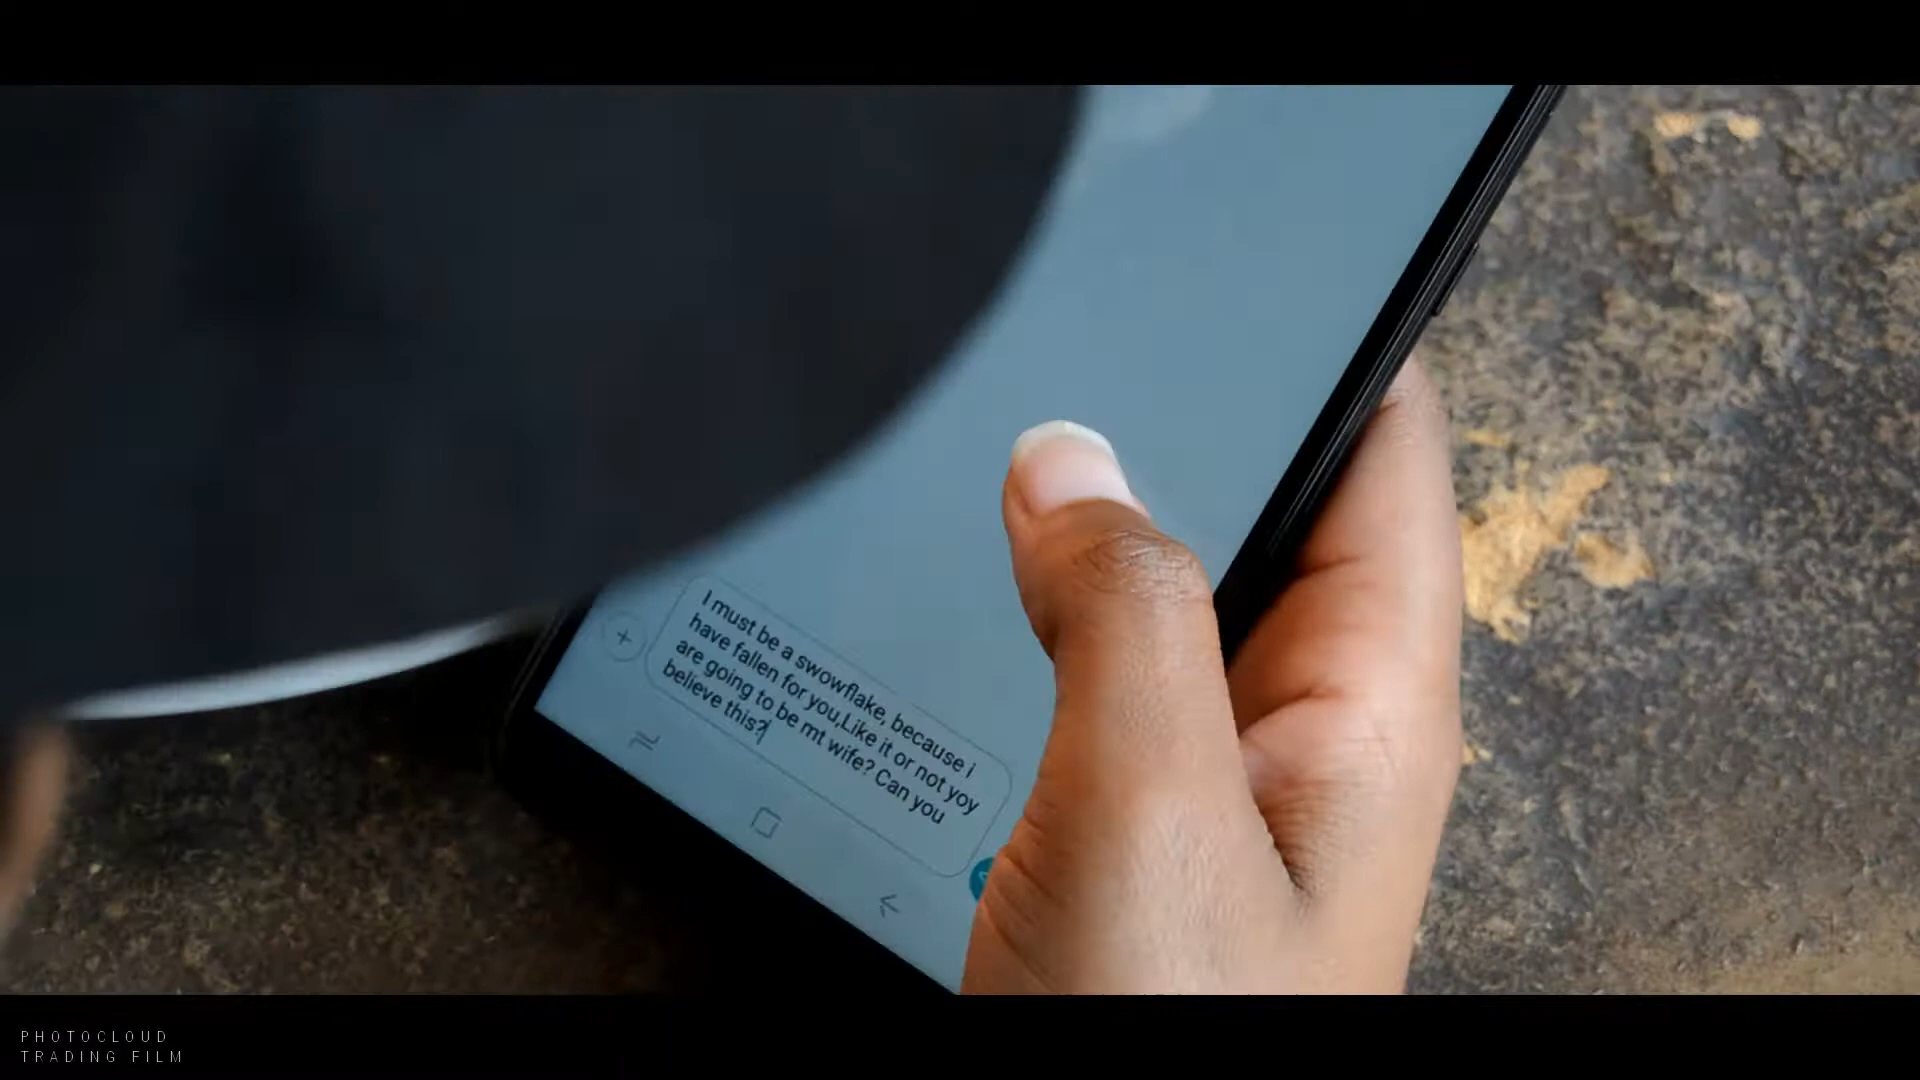 I must be a swowflake, because i
have fallen for you,Like it or not yoy
are going to be mt wife? Can you
believe this?
PHOTOCLOUD
TRADING FILM